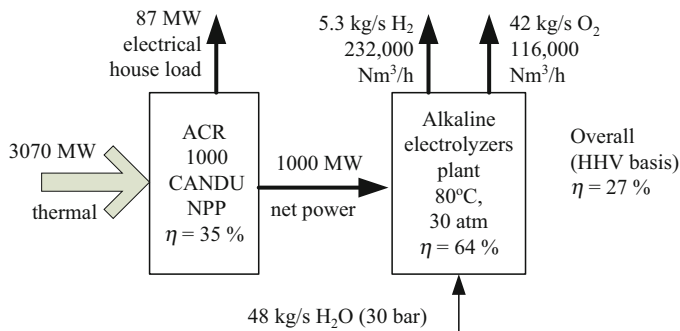 87 MW
electrical
house load
5.3 kg/s H₂
232,000
Nm³/h
42 kg/s O₂
116,000
Nm³/h
3070 MW
thermal
ACR
1000
CANDU
NPP
η = 35 %
1000 MW
net power
Alkaline
electrolyzers
plant
80ºC,
30 atm
η = 64 %
Overall
(HHV basis)
η = 27 %
48 kg/s H₂O (30 bar)